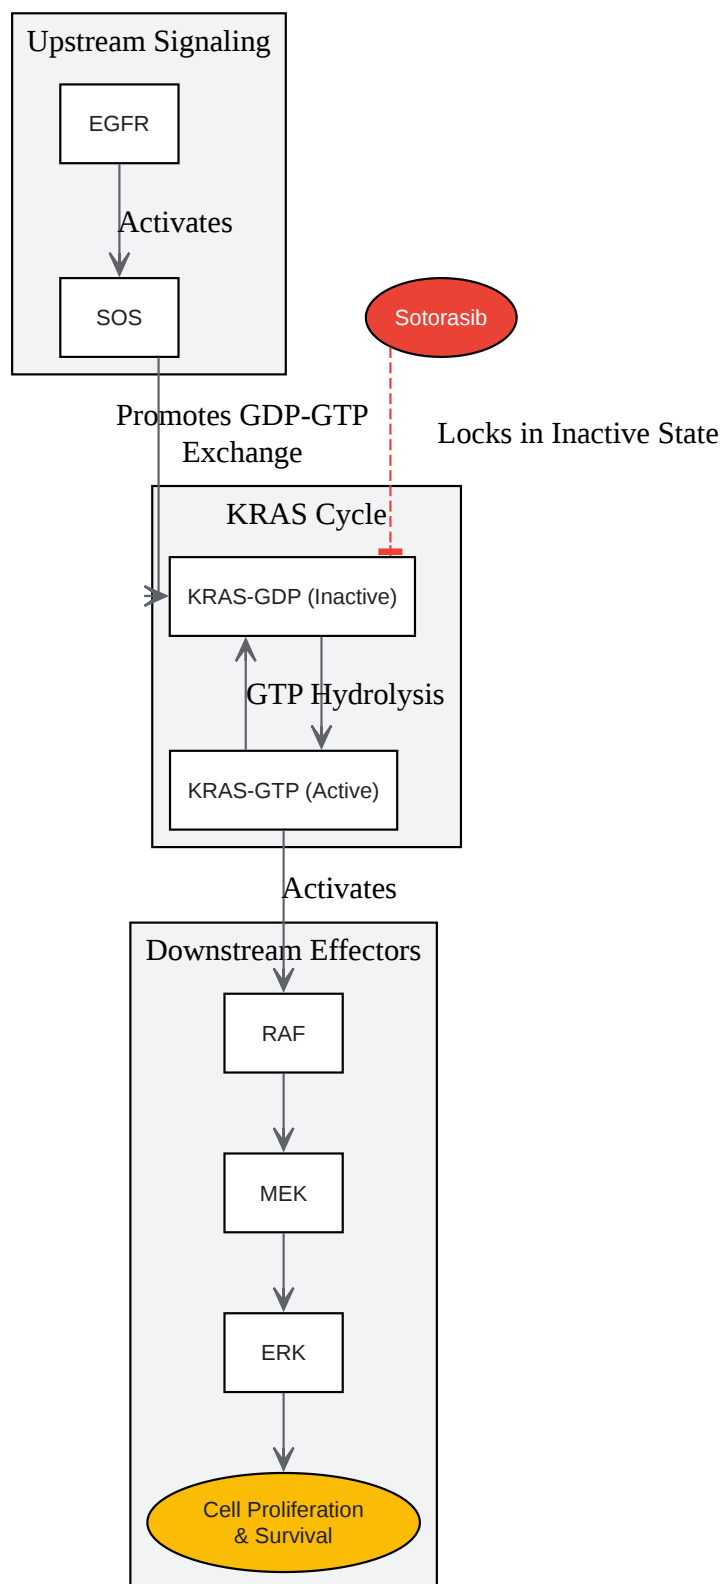 Upstream Signaling
EGFR
Activates
SOS
Sotorasib
Promotes GDP-GTP
Exchange
Locks in Inactive State
KRAS Cycle
KRAS-GDP (Inactive)
GTP Hydrolysis
KRAS-GTP (Active)
Activates
Downstream Effectors
RAF
MEK
ERK
Cell Proliferation
& Survival